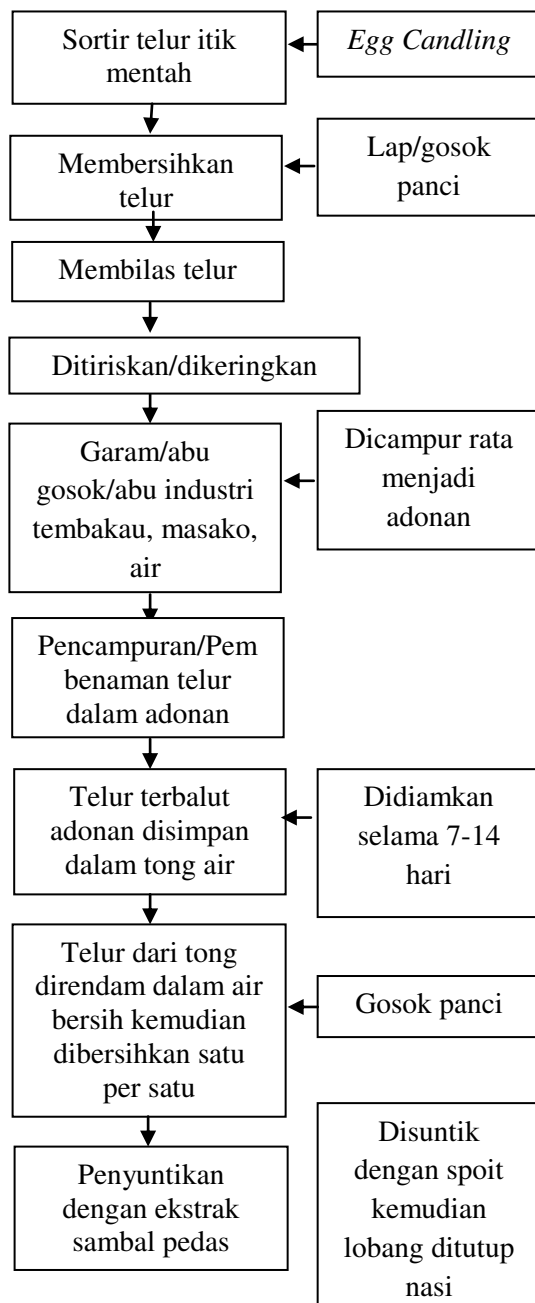 Sortir telur itik
mentah
Egg Candling
Membersihkan
telur
Lap/gosok
panci
Membilas telur
Ditiriskan/dikeringkan
Garam/abu
gosok/abu industri
tembakau, masako,
air
Dicampur rata
menjadi
adonan
Pencampuran/Pem
benaman telur
dalam adonan
Telur terbalut
adonan disimpan
dalam tong air
Didiamkan
selama 7-14
hari
Telur dari tong
direndam dalam air
bersih kemudian
dibersihkan satu
per satu
Gosok panci
Penyuntikan
dengan ekstrak
sambal pedas
Disuntik
dengan spoit
kemudian
lobang ditutup
nasi